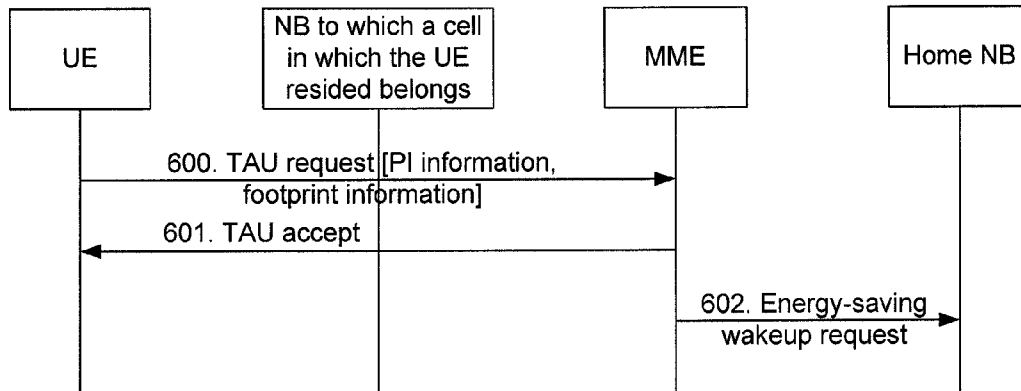 UE
NB to which a cell
in which the UE
resided belongs
MME
Home NB
600. TAU request [PI information,
footprint information]
601. TAU accept
602. Energy-saving
wakeup request